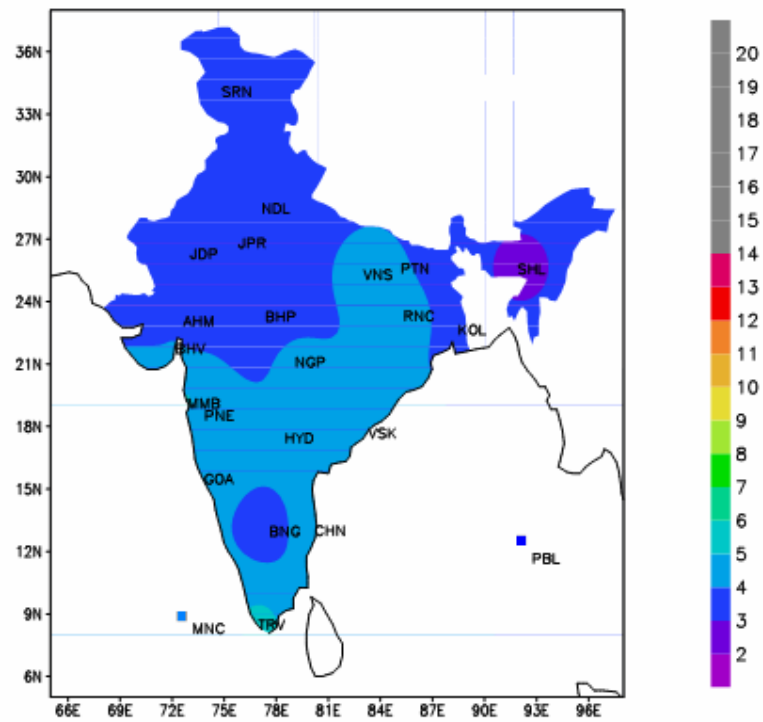 36N
33N
30N
27N
24N
21N
18N
15N
12N
9N
6N
66E 69E 72E 75E 78E 81E 84E 87E 90E 93E 96E
SRN
NDL
JPR
JDP
VNS
PTN
SHL
AHM
BHP
RNC
KOL
BHV
NGP
MMB
PNE
HYD
VSK
GOA
BNG
CHN
PBL
MNC
TRV
20
19
18
17
16
15
14
13
12
11
10
9
8
7
6
5
4
3
2